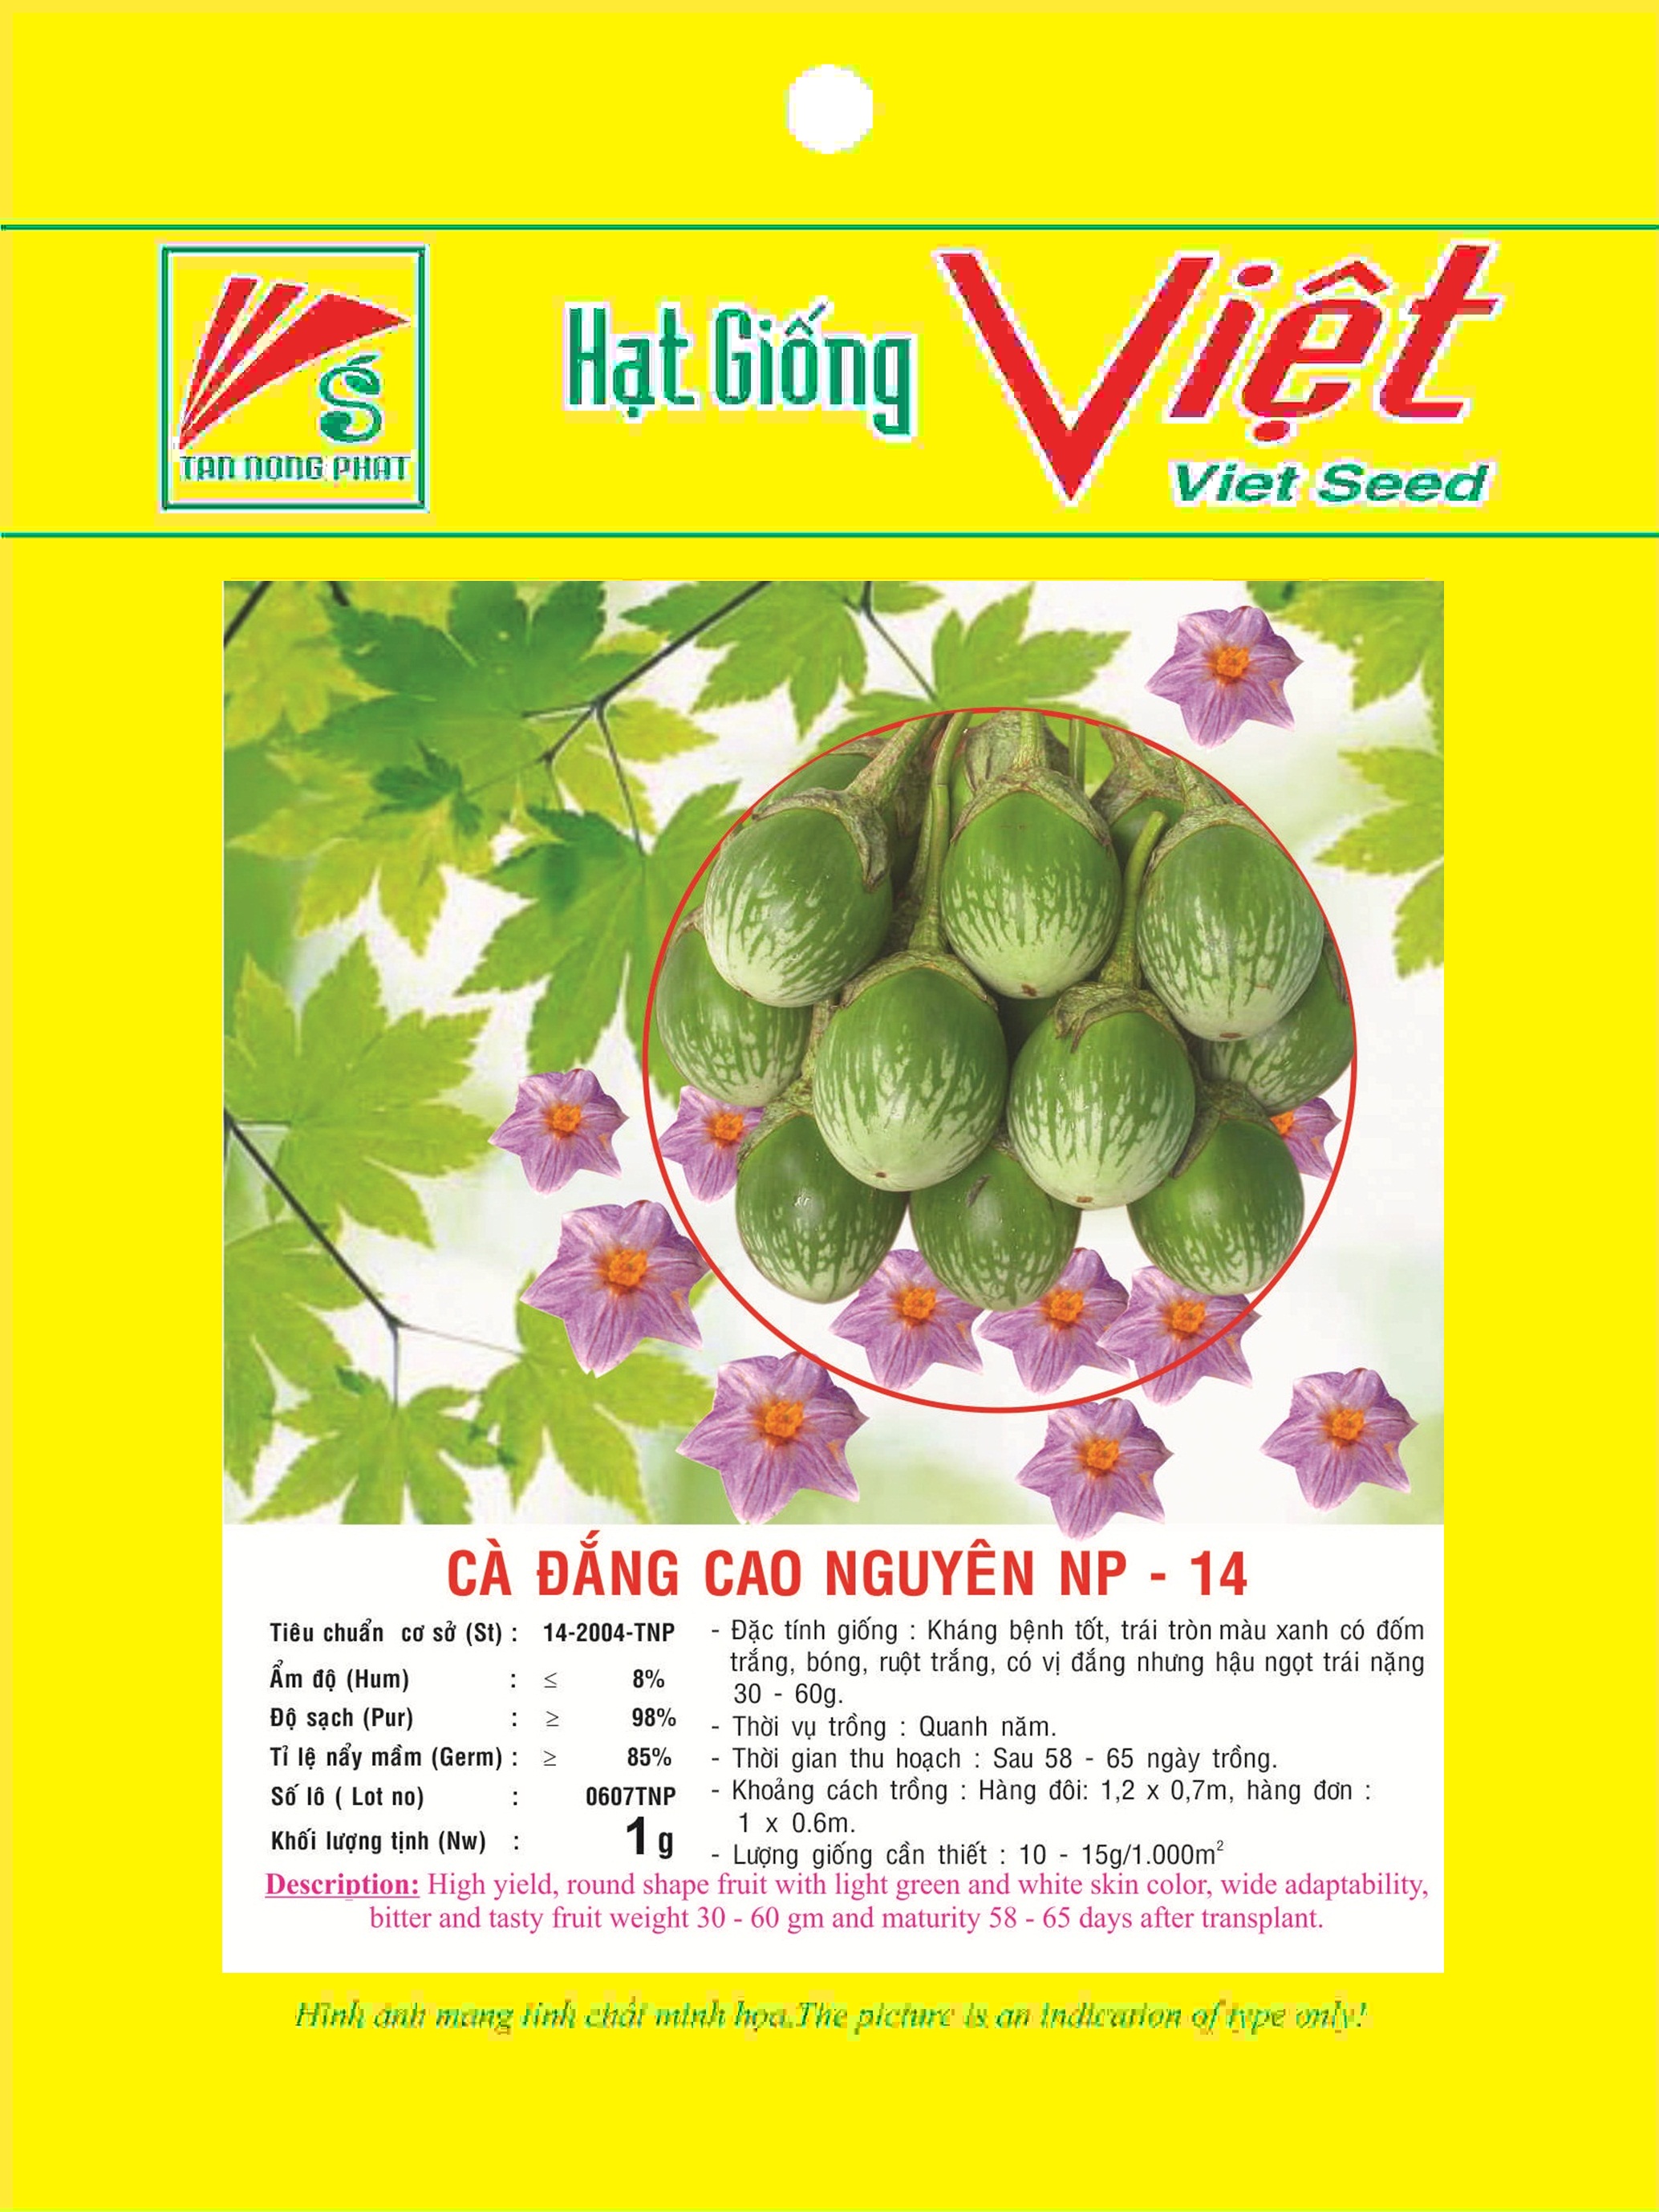 TAN NONG PHAT
Hạt Giống Việt
Viet Seed
CÀ ĐẮNG CAO NGUYÊN NP - 14
Tiêu chuẩn cơ sở (St) : 14-2004-TNP
Ẩm độ (Hum) : ≤ 8%
Độ sạch (Pur) : ≥ 98%
Tỉ lệ nẩy mầm (Germ) : ≥ 85%
Số lô ( Lot no) : 0607TNP
Khối lượng tịnh (Nw) : 1 g
- Đặc tính giống : Kháng bệnh tốt, trái tròn màu xanh có đốm
trắng, bóng, ruột trắng, có vị đắng nhưng hậu ngọt trái nặng
30 - 60g.
- Thời vụ trồng : Quanh năm.
- Thời gian thu hoạch : Sau 58 - 65 ngày trồng.
- Khoảng cách trồng : Hàng đôi: 1,2 x 0,7m, hàng đơn :
1 x 0.6m.
- Lượng giống cần thiết : 10 - 15g/1.000m²
Description: High yield, round shape fruit with light green and white skin color, wide adaptability,
bitter and tasty fruit weight 30 - 60 gm and maturity 58 - 65 days after transplant.
Hình ảnh mang tính chất minh họa.The picture is an indication of type only!